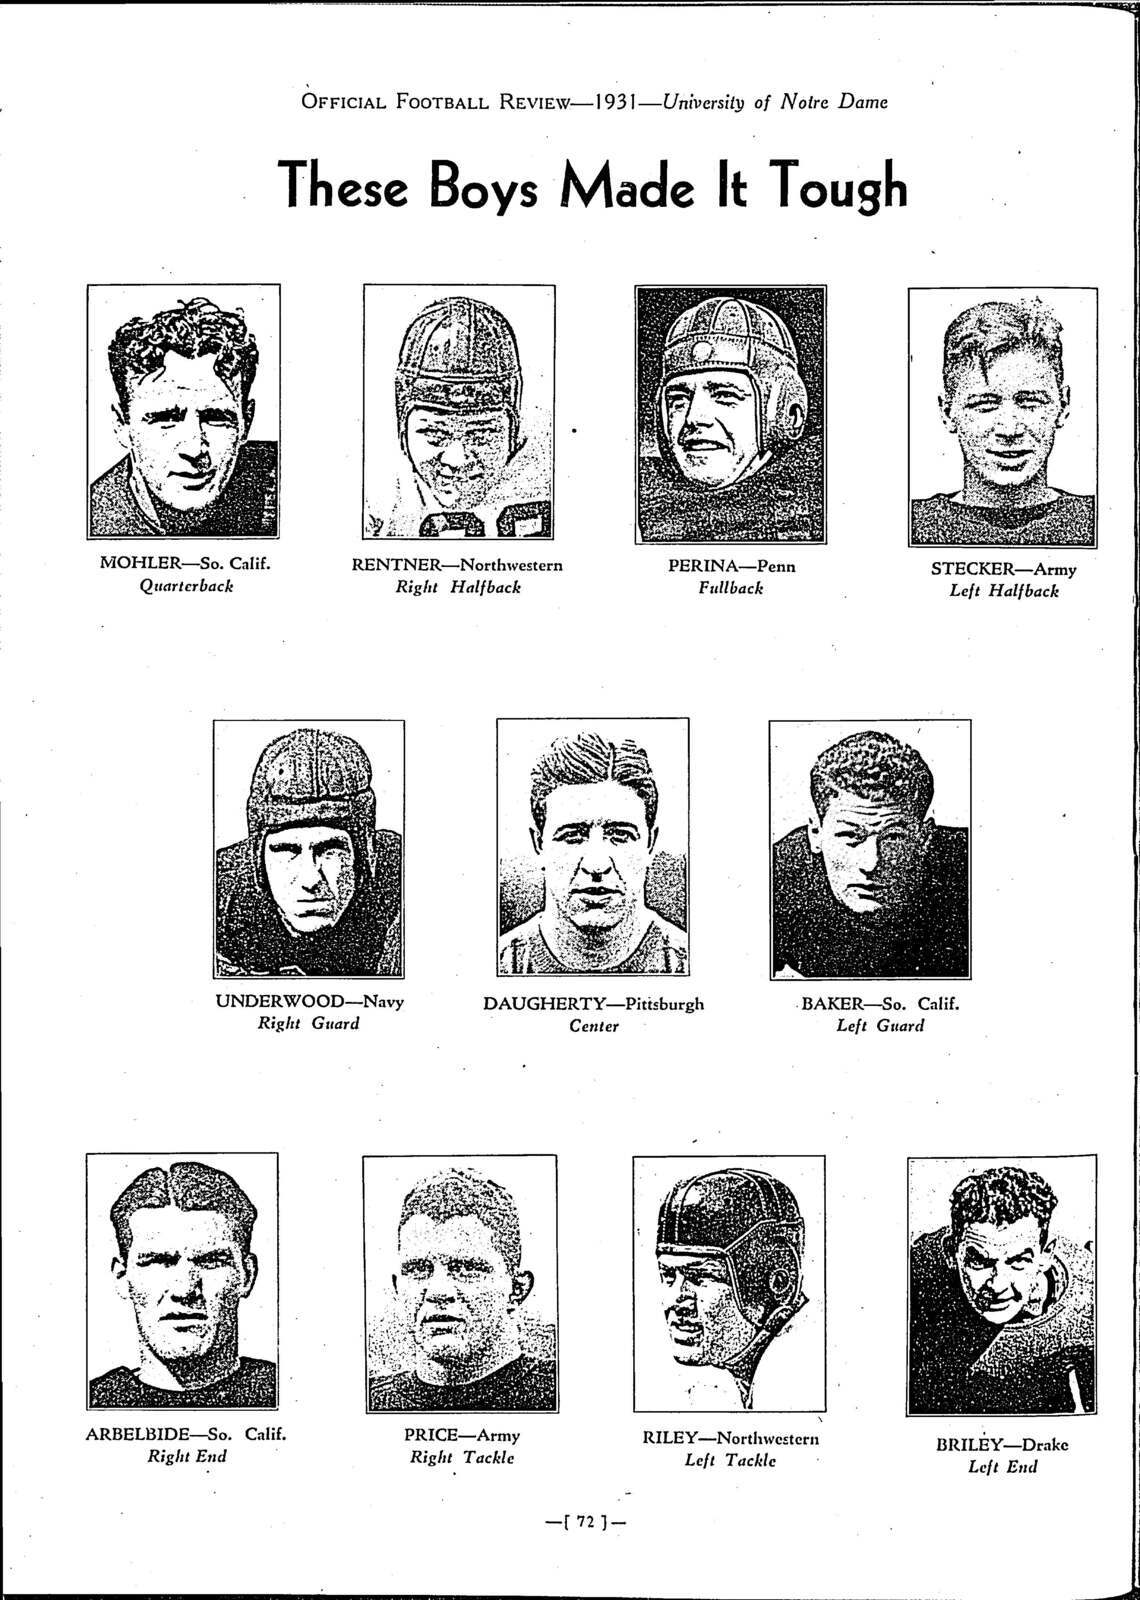 OFFICIAL FOOTBALL REVIEW—1931—University of Notre Dame
These Boys Made It Tough
MOHLER—So. Calif.
Quarterback
RENTNER—Northwestern
Right Halfback
PERINA—Penn
Fullback
STECKER—Army
Left Halfback
UNDERWOOD—Navy
Right Guard
DAUGHERTY—Pittsburgh
Center
BAKER—So. Calif.
Left Guard
ARBELBIDE—So. Calif.
Right End
PRICE—Army
Right Tackle
RILEY—Northwestern
Left Tackle
BRILEY—Drake
Left End
—[ 72 ]—